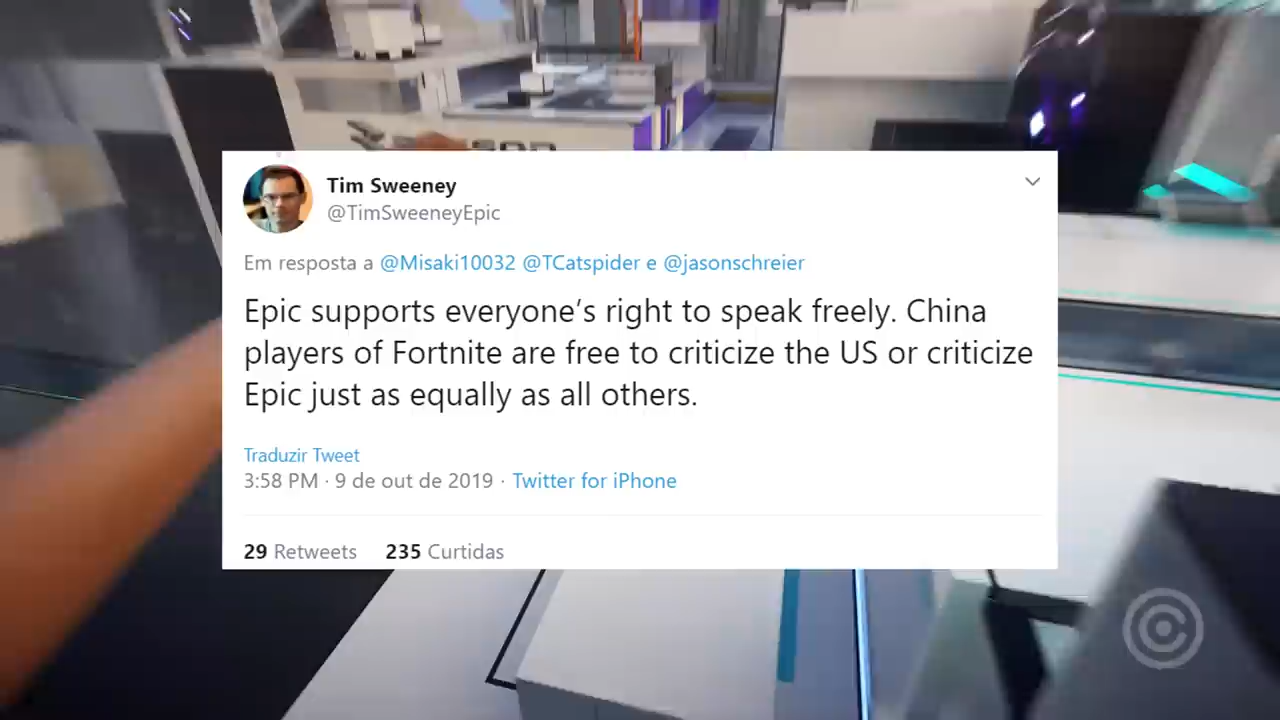 Tim Sweeney
@TimSweeneyEpic
Em resposta a @Misaki10032 @TCatspider e @jasonschreier
Epic supports everyone’s right to speak freely. China
players of Fortnite are free to criticize the US or criticize
Epic just as equally as all others.
Traduzir Tweet
3:58 PM · 9 de out de 2019 · Twitter for iPhone
29 Retweets 235 Curtidas